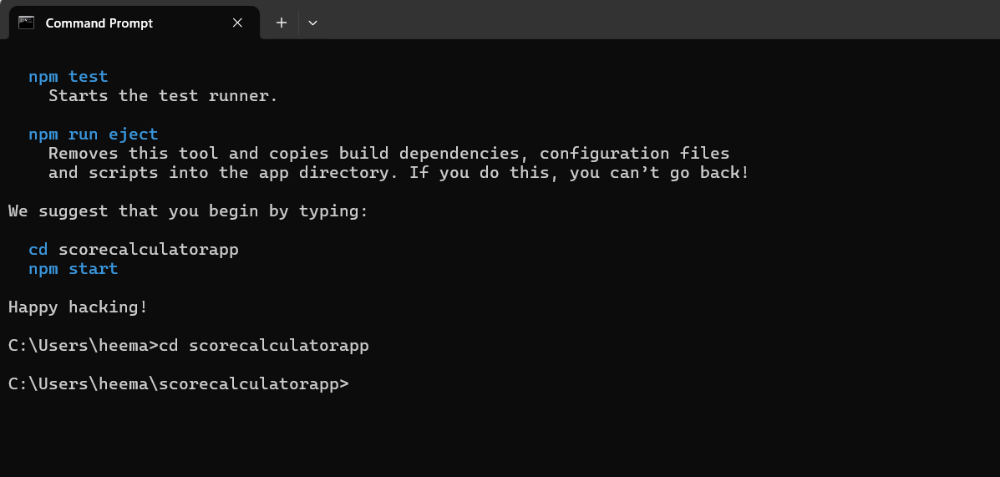 Command Prompt
npm test
Starts the test runner.
npm run eject
Removes this tool and copies build dependencies, configuration files
and scripts into the app directory. If you do this, you can’t go back!
We suggest that you begin by typing:
cd scorecalculatorapp
npm start
Happy hacking!
C:\Users\heema>cd scorecalculatorapp
C:\Users\heema\scorecalculatorapp>